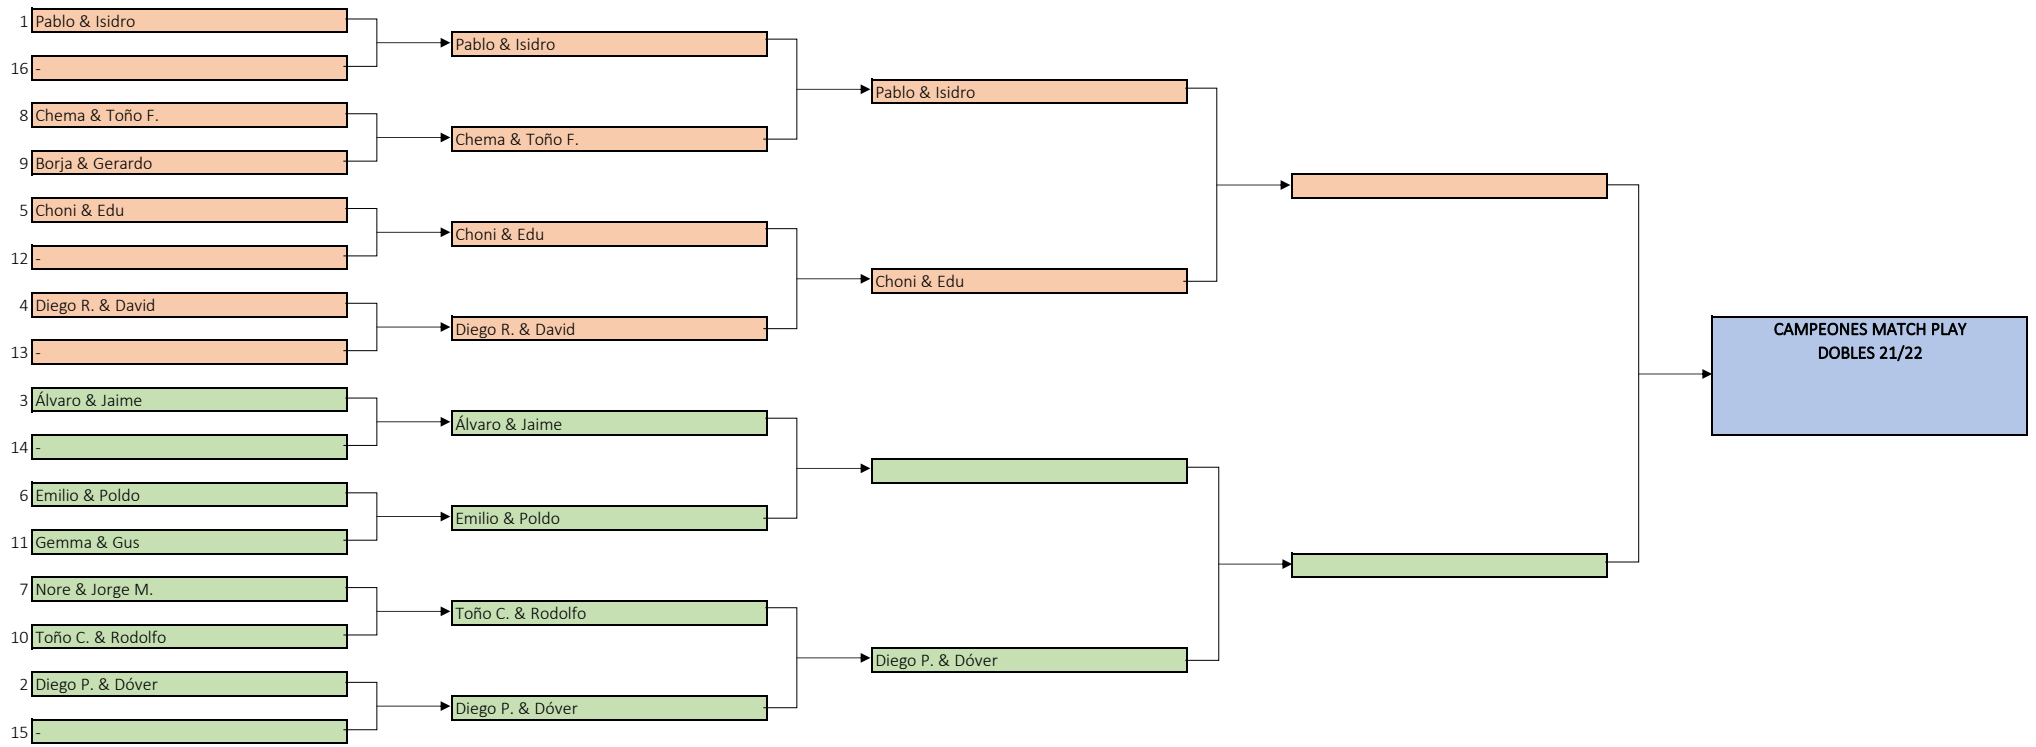 1 Pablo & Isidro
16 -
8 Chema & Toño F.
9 Borja & Gerardo
5 Choni & Edu
12 -
4 Diego R. & David
13 -
3 Álvaro & Jaime
14 -
6 Emilio & Poldo
11 Gemma & Gus
7 Nore & Jorge M.
10 Toño C. & Rodolfo
2 Diego P. & Dóver
15 -
Pablo & Isidro
Chema & Toño F.
Choni & Edu
Diego R. & David
Álvaro & Jaime
Emilio & Poldo
Toño C. & Rodolfo
Diego P. & Dóver
Pablo & Isidro
Choni & Edu
Diego P. & Dóver
CAMPEONES MATCH PLAY
DOBLES 21/22